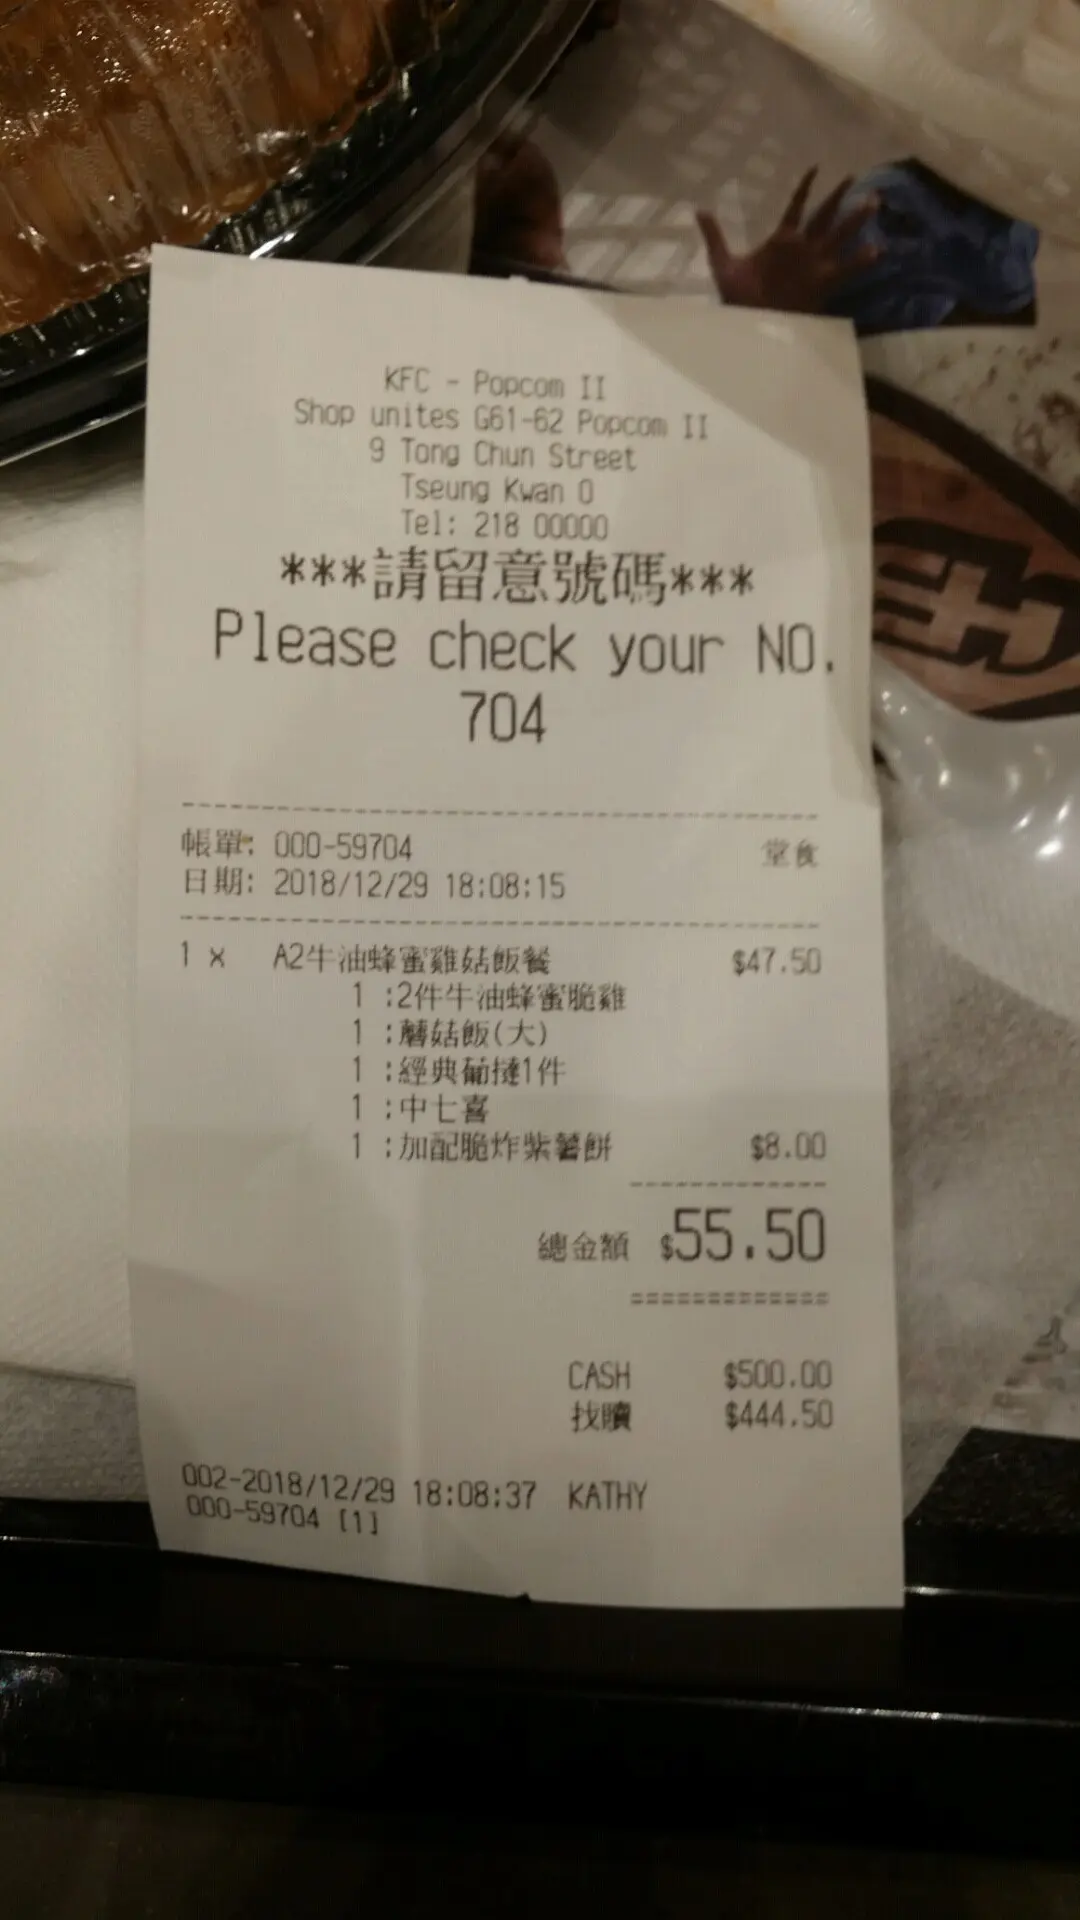 KFC - Popcom II
Shop unites G61-62 Popcom II
9 Tong Chun Street
Tseung Kwan O
Tel: 218 00000
***請留意號碼***
Please check your NO.
704
帳單: 000-59704 堂食
日期: 2018/12/29 18:08:15
1 x A2牛油蜂蜜雞菇飯餐 $47.50
1 :2件牛油蜂蜜脆雞
1 :蘑菇飯(大)
1 :經典葡撻1件
1 :中七喜
1 :加配脆炸紫薯餅 $8.00
總金額 $55.50
=============
CASH $500.00
找贖 $444.50
002-2018/12/29 18:08:37 KATHY
000-59704 [1]